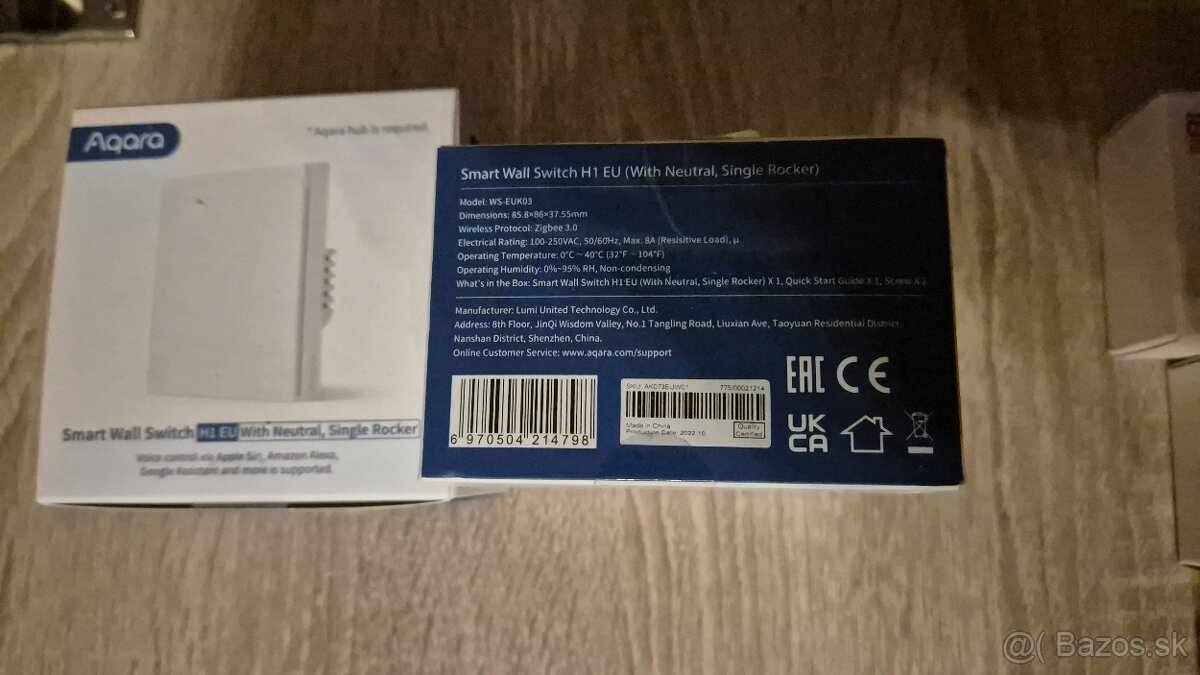 Aqara
* Aqara hub is required.
Smart Wall Switch H1 EU With Neutral, Single Rocker
Voice control via Apple Siri, Amazon Alexa,
Google Assistant and more is supported.
Smart Wall Switch H1 EU (With Neutral, Single Rocker)
Model: WS-EUK03
Dimensions: 85.8×86×37.55mm
Wireless Protocol: Zigbee 3.0
Electrical Rating: 100-250VAC, 50/60Hz, Max. 8A (Resisitive Load), μ
Operating Temperature: 0°C ~ 40°C (32°F ~ 104°F)
Operating Humidity: 0%~95% RH, Non-condensing
What's in the Box: Smart Wall Switch H1 EU (With Neutral, Single Rocker) X 1, Quick Start Guide X 1, Screw X 2
Manufacturer: Lumi United Technology Co., Ltd.
Address: 8th Floor, JinQi Wisdom Valley, No.1 Tangling Road, Liuxian Ave, Taoyuan Residential District,
Nanshan District, Shenzhen, China.
Online Customer Service: www.aqara.com/support
6 970504 214798
SKU: AK073EUW01 776/00021214
Made in China
Production Date: 2022.10
Quality
Certified
EAC CE
UK
CA
@( Bazos.sk